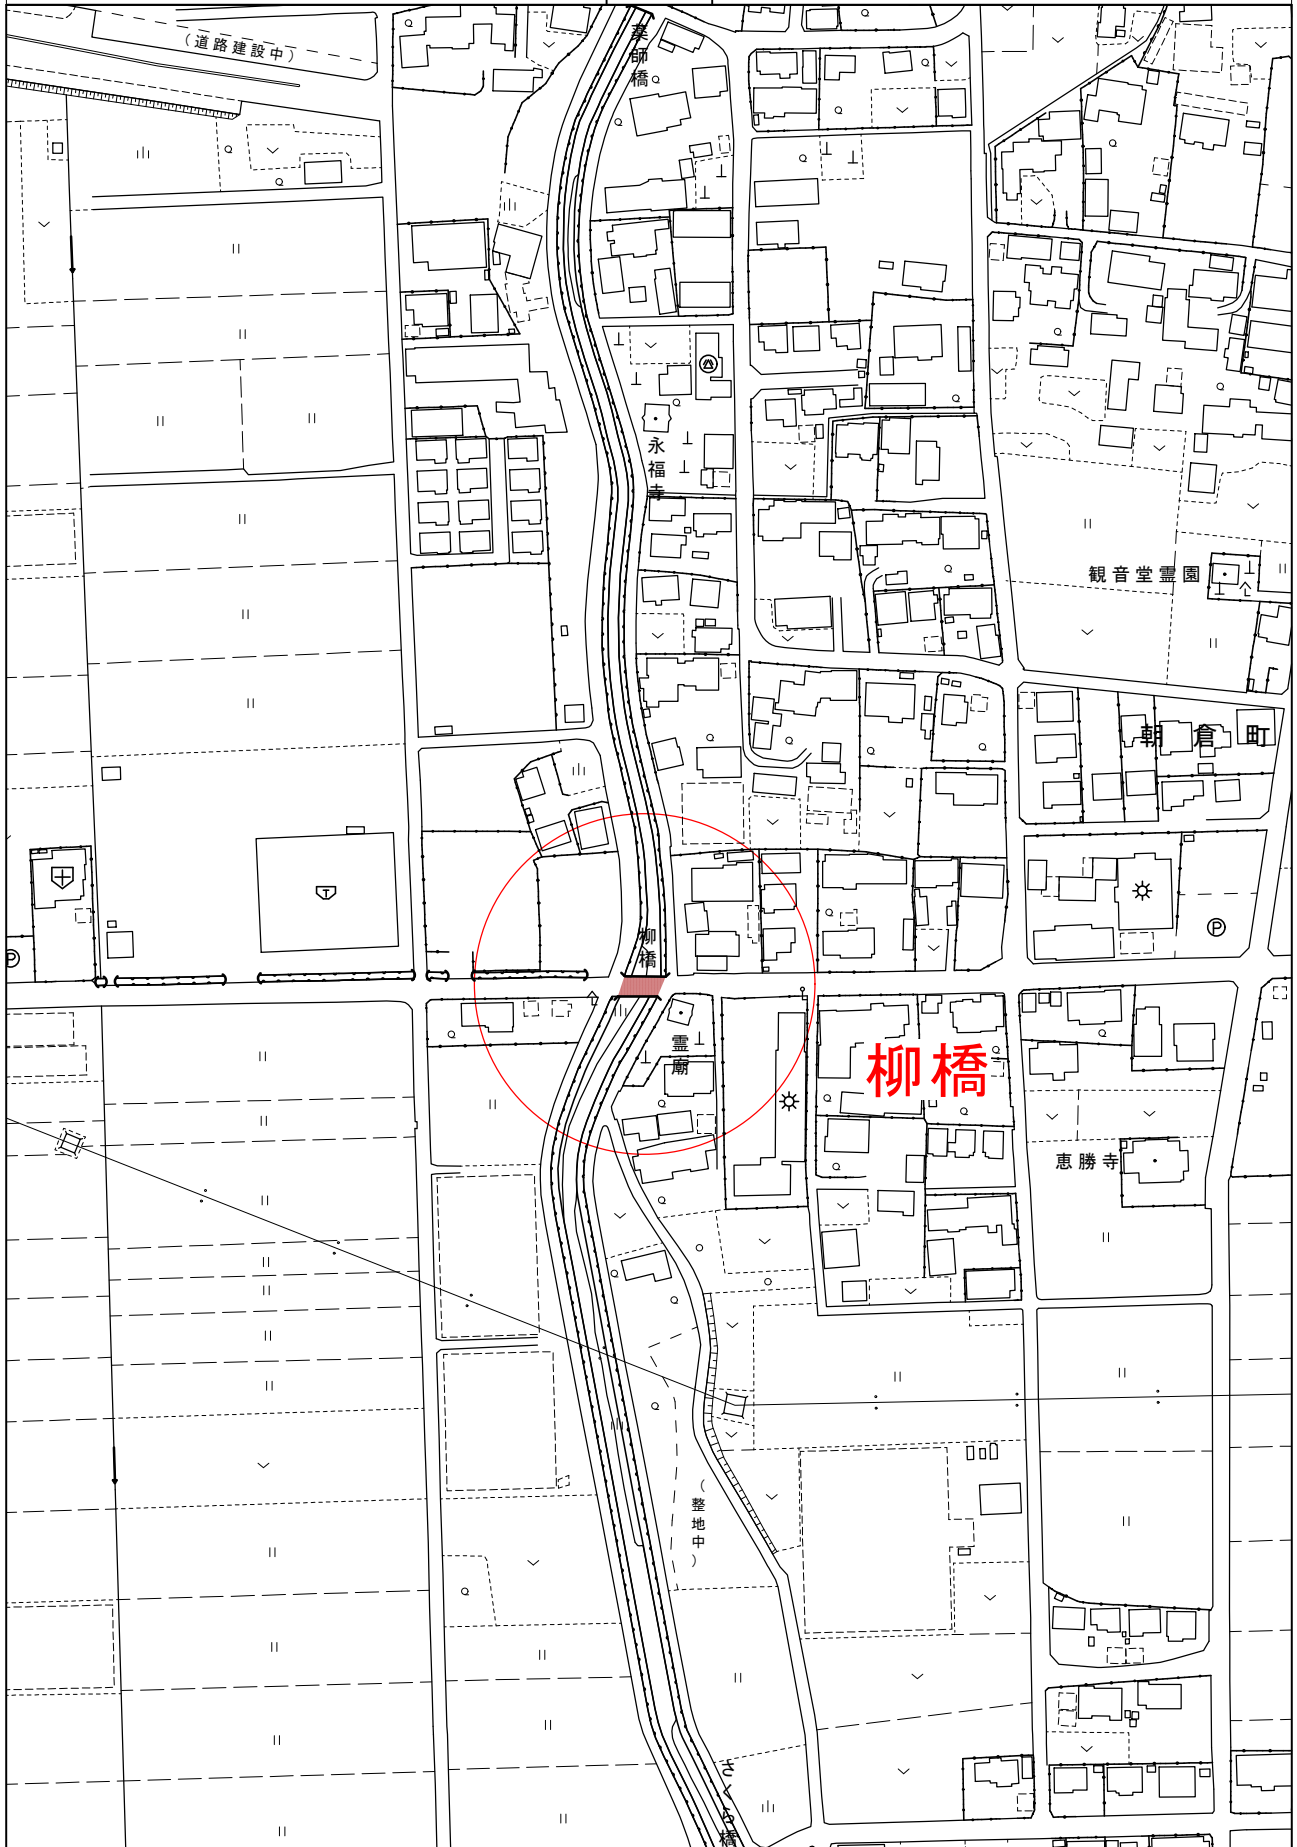 （道路建設中）
薬師橋
永福寺
観音堂霊園
朝倉町
柳橋
霊廟
柳橋
恵勝寺
（整地中）
さくら橋